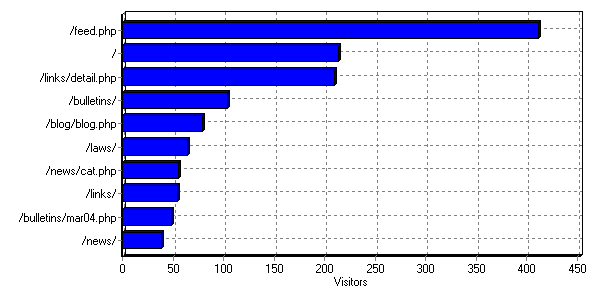 /feed.php
/
/links/detail.php
/bulletins/
/blog/blog.php
/laws/
/news/cat.php
/links/
/bulletins/mar04.php
/news/
0 50 100 150 200 250 300 350 400 450
Visitors